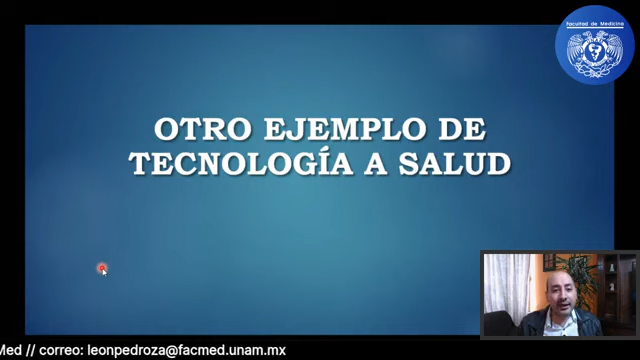 Facultad de Medicina
OTRO EJEMPLO DE
TECNOLOGÍA A SALUD
Med // correo: leonpedroza@facmed.unam.mx